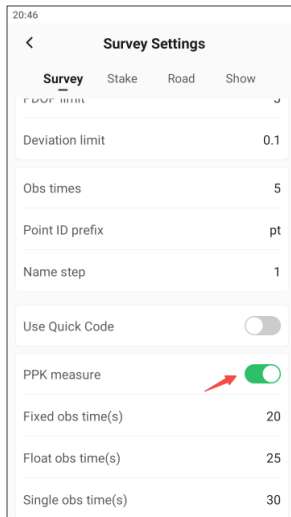 20:46
Survey Settings
Survey Stake Road Show
PDOP limit
Deviation limit 0.1
Obs times 5
Point ID prefix pt
Name step 1
Use Quick Code
PPK measure
Fixed obs time(s) 20
Float obs time(s) 25
Single obs time(s) 30